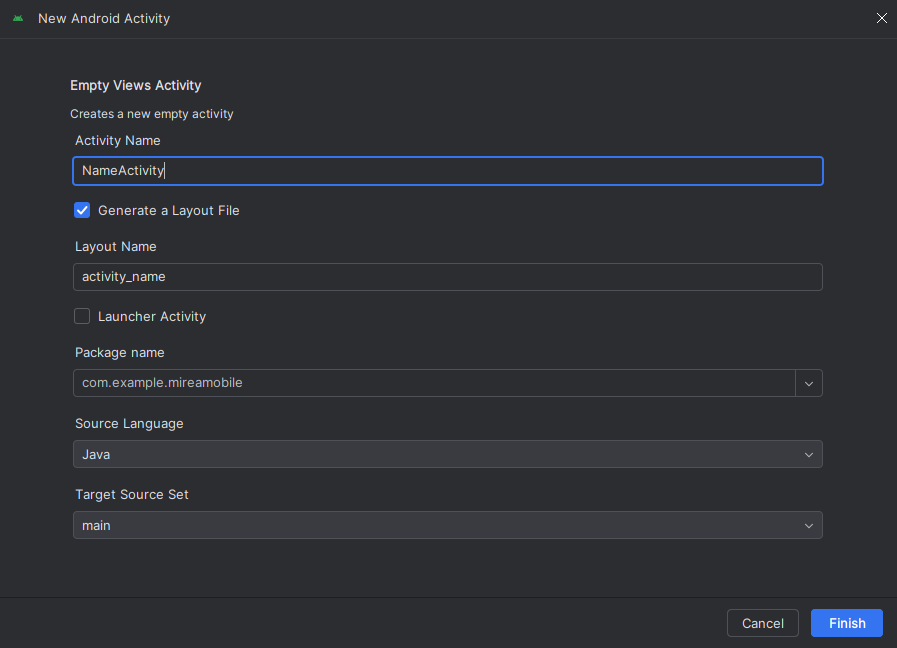 New Android Activity
Empty Views Activity
Creates a new empty activity
Activity Name
NameActivity
Generate a Layout File
Layout Name
activity_name
Launcher Activity
Package name
com.example.mireamobile
Source Language
Java
Target Source Set
main
Cancel
Finish